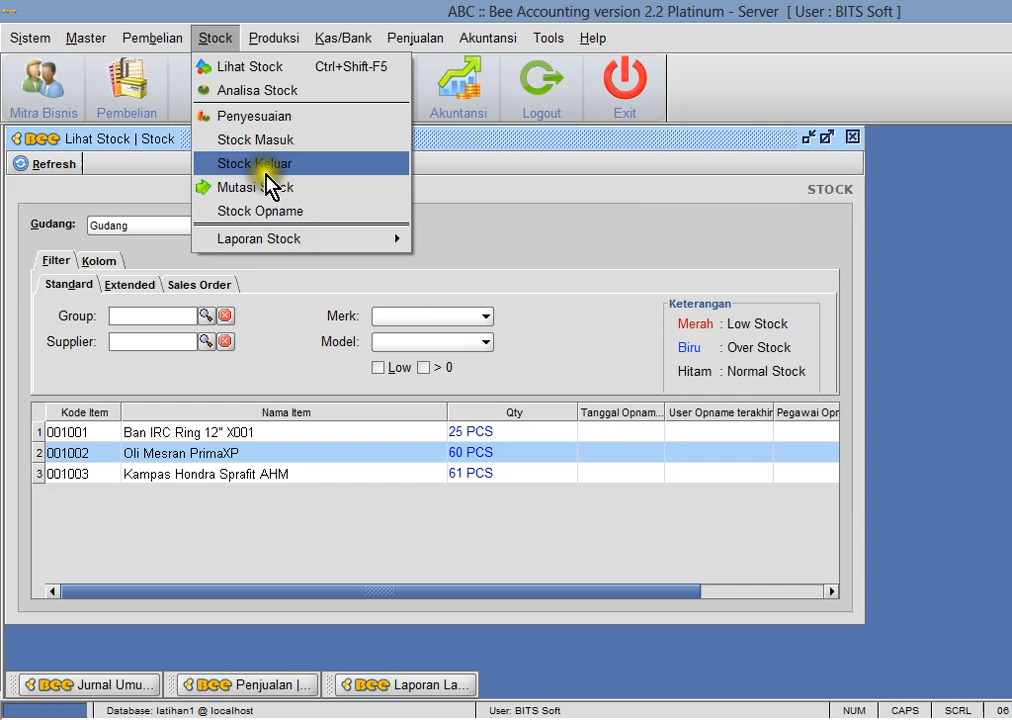 ABC :: Bee Accounting version 2.2 Platinum - Server [ User : BITS Soft ]
Sistem Master Pembelian Stock Produksi Kas/Bank Penjualan Akuntansi Tools Help
Lihat Stock Ctrl+Shift-F5
Analisa Stock
Penyesuaian
Stock Masuk
Stock Keluar
Mutasi Stock
Stock Opname
Laporan Stock
Mitra Bisnis Pembelian Akuntansi Logout Exit
BEE Lihat Stock | Stock
Refresh
STOCK
Gudang: Gudang
Filter Kolom
Standard Extended Sales Order
Group: Merk:
Supplier: Model:
Low > 0
Keterangan
Merah : Low Stock
Biru : Over Stock
Hitam : Normal Stock
Kode Item Nama Item Qty Tanggal Opnam... User Opname terakhir Pegawai Opr
1 001001 Ban IRC Ring 12" X001 25 PCS
2 001002 Oli Mesran PrimaXP 60 PCS
3 001003 Kampas Hondra Sprafit AHM 61 PCS
BEE Jurnal Umu... BEE Penjualan |... BEE Laporan La...
Database: latihan1 @ localhost User: BITS Soft NUM CAPS SCRL 06